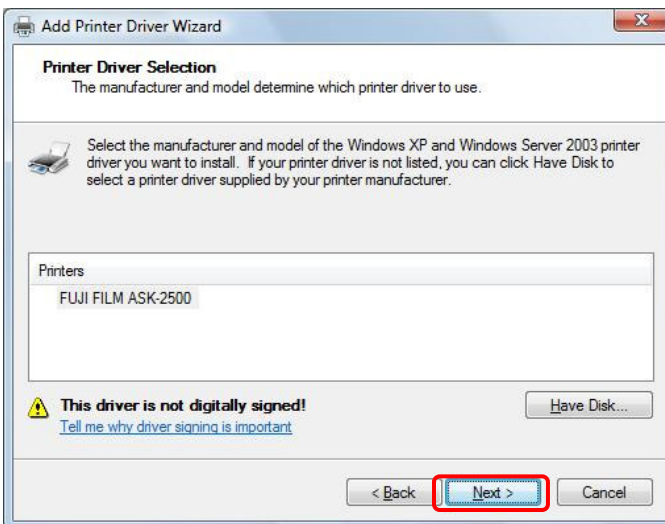 Add Printer Driver Wizard
Printer Driver Selection
The manufacturer and model determine which printer driver to use.
Select the manufacturer and model of the Windows XP and Windows Server 2003 printer
driver you want to install. If your printer driver is not listed, you can click Have Disk to
select a printer driver supplied by your printer manufacturer.
Printers
FUJI FILM ASK-2500
This driver is not digitally signed!
Have Disk...
Tell me why driver signing is important
< Back
Next >
Cancel